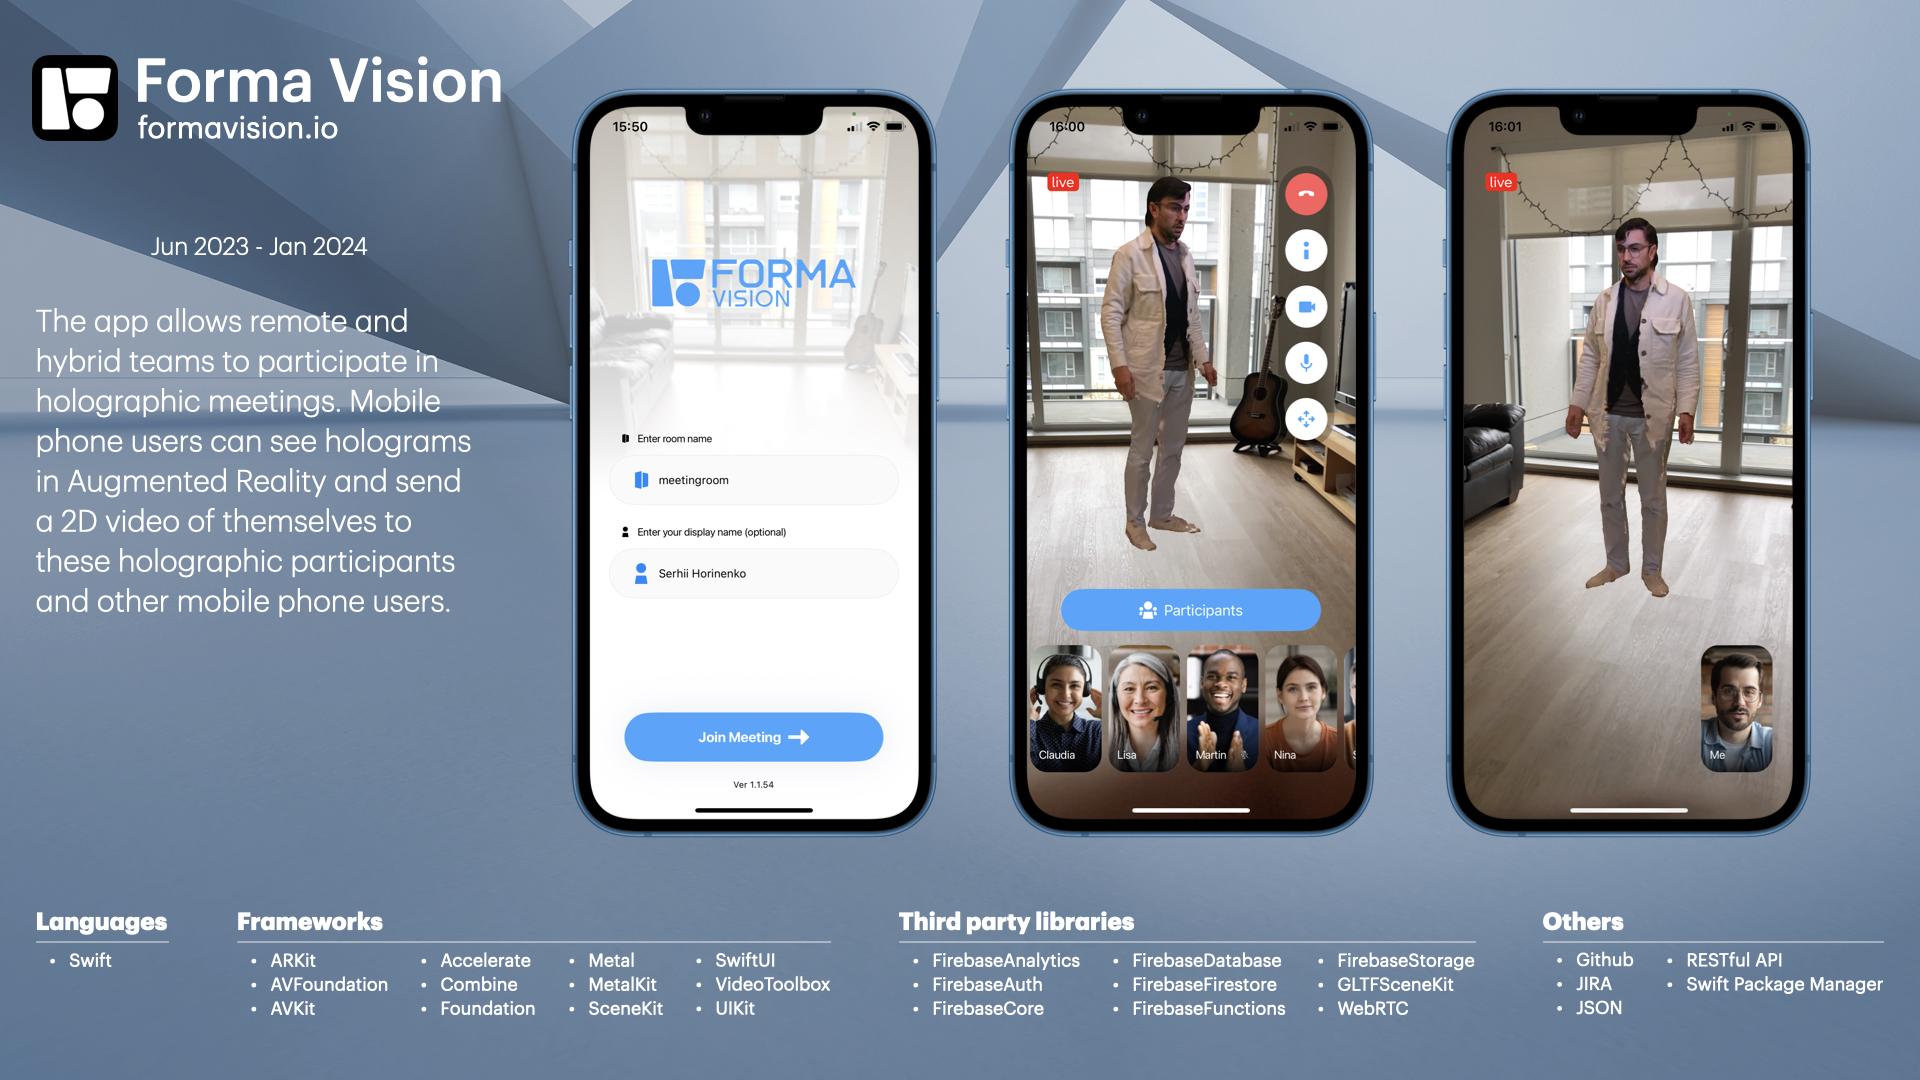 Forma Vision
formavision.io
Jun 2023 - Jan 2024
The app allows remote and
hybrid teams to participate in
holographic meetings. Mobile
phone users can see holograms
in Augmented Reality and send
a 2D video of themselves to
these holographic participants
and other mobile phone users.
15:50
FORMA
VISION
Enter room name
meetingroom
Enter your display name (optional)
Serhii Horinenko
Join Meeting
Ver 1.1.54
16:00
live
Participants
Claudia
Lisa
Martin
Nina
S
16:01
live
Me
Languages
• Swift
Frameworks
• ARKit
• AVFoundation
• AVKit
• Accelerate
• Combine
• Foundation
• Metal
• MetalKit
• SceneKit
• SwiftUI
• VideoToolbox
• UIKit
Third party libraries
• FirebaseAnalytics
• FirebaseAuth
• FirebaseCore
• FirebaseDatabase
• FirebaseFirestore
• FirebaseFunctions
• FirebaseStorage
• GLTFSceneKit
• WebRTC
Others
• Github
• JIRA
• JSON
• RESTful API
• Swift Package Manager